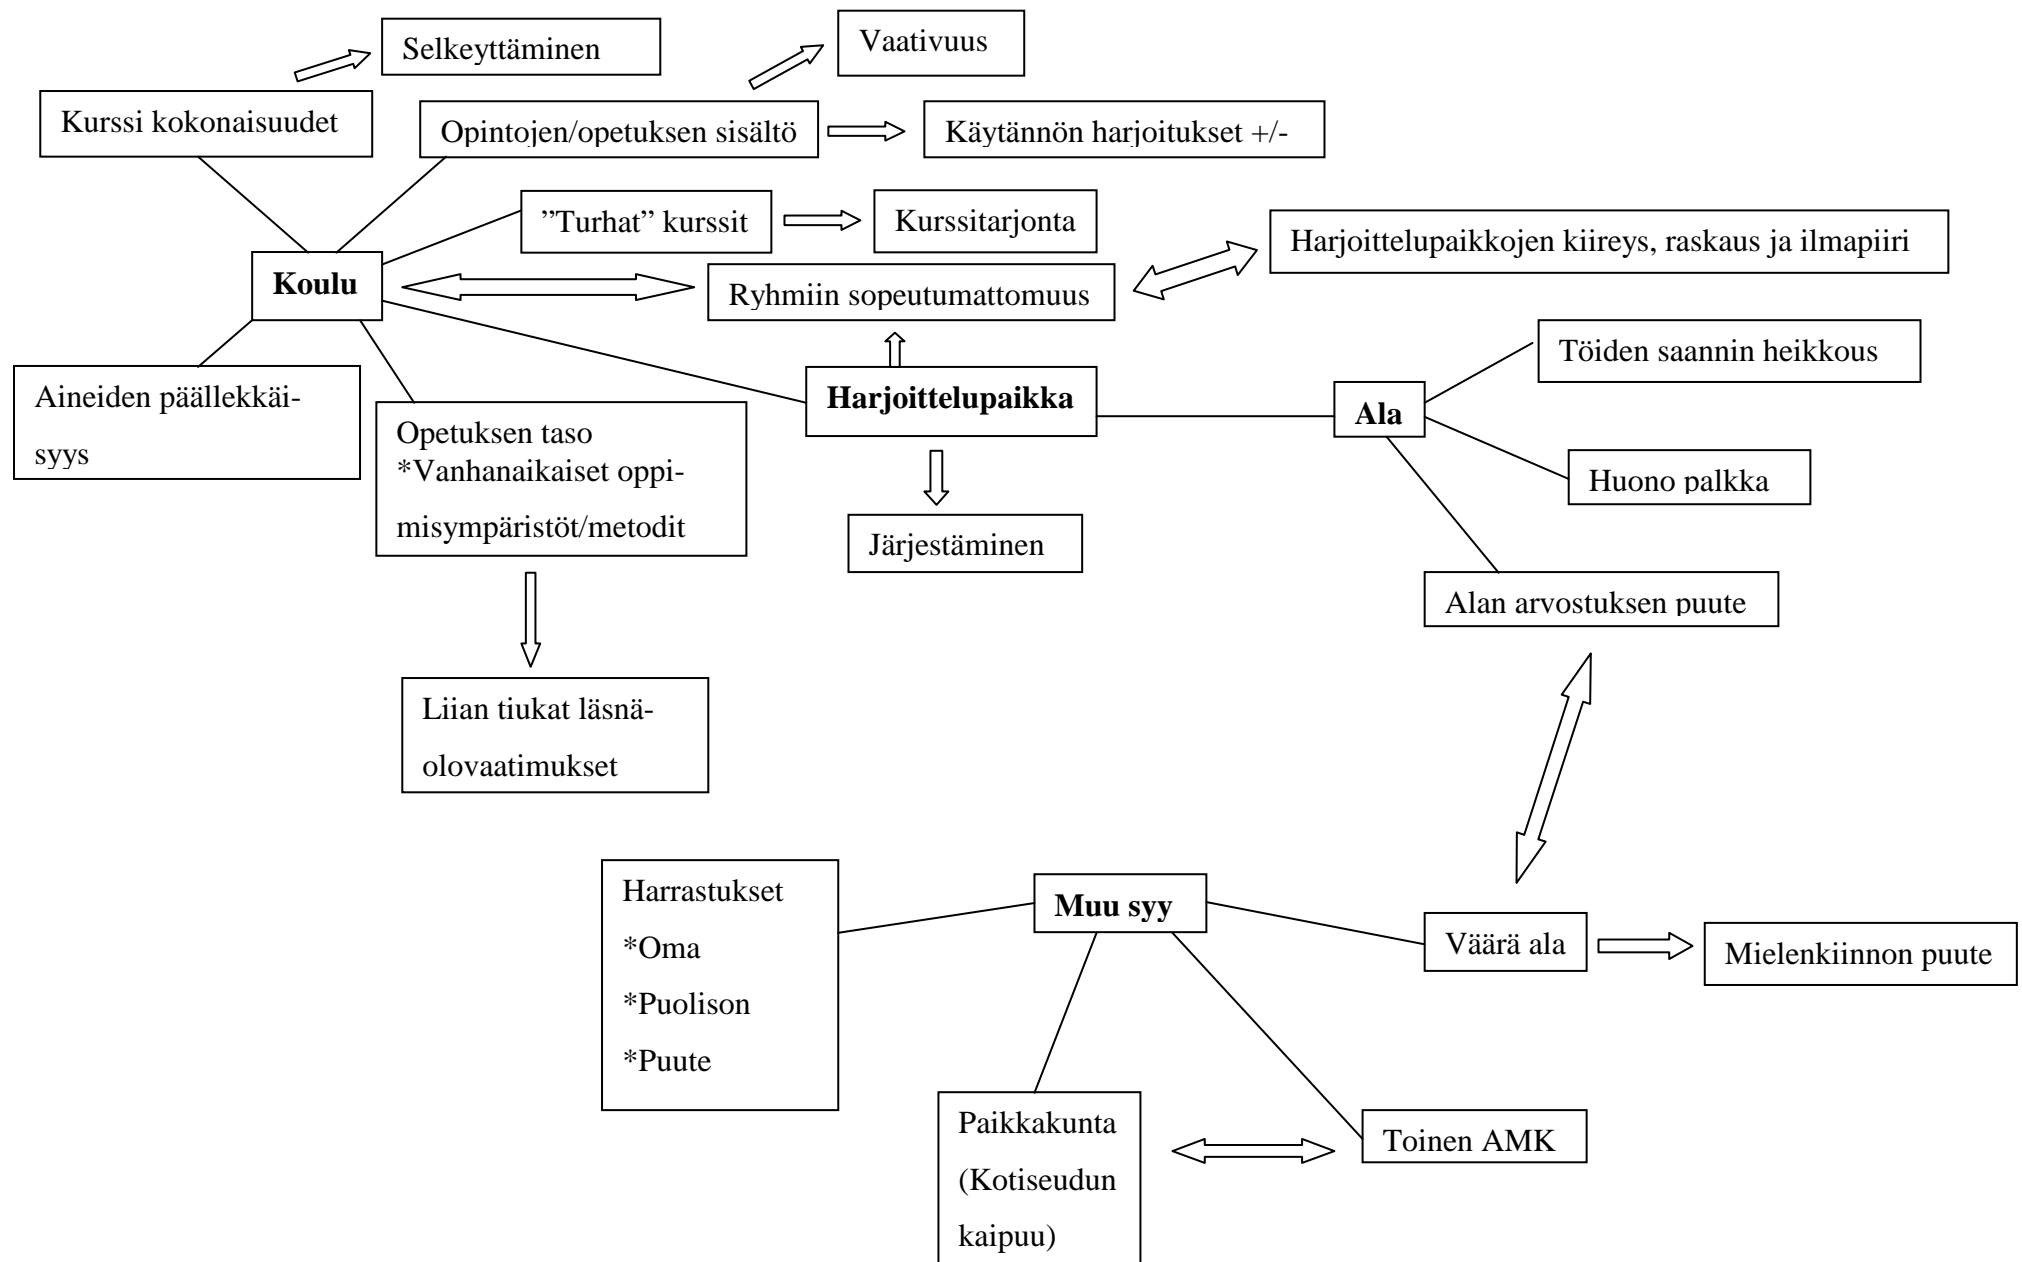 Selkeyttäminen
Vaativuus
Kurssi kokonaisuudet
Opintojen/opetuksen sisältö
Käytännön harjoitukset +/-
”Turhat” kurssit
Kurssitarjonta
Harjoittelupaikkojen kiireys, raskaus ja ilmapiiri
Koulu
Ryhmiin sopeutumattomuus
Töiden saannin heikkous
Aineiden päällekkäi-
syys
Harjoittelupaikka
Ala
Opetuksen taso
*Vanhanaikaiset oppi-
misympäristöt/metodit
Huono palkka
Järjestäminen
Alan arvostuksen puute
Liian tiukat läsnä-
olovaatimukset
Harrastukset
*Oma
*Puolison
*Puute
Muu syy
Väärä ala
Mielenkiinnon puute
Paikkakunta
(Kotiseudun
kaipuu)
Toinen AMK